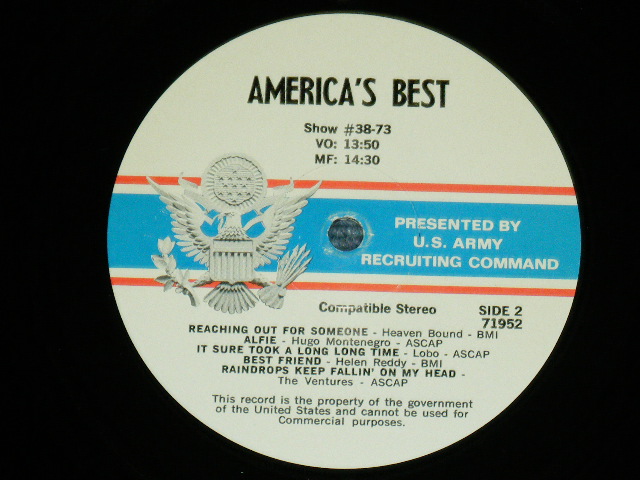 AMERICA'S BEST
Show #38-73
VO: 13:50
MF: 14:30
PRESENTED BY
U.S. ARMY
RECRUITING COMMAND
Compatible Stereo
SIDE 2
71952
REACHING OUT FOR SOMEONE - Heaven Bound - BMI
ALFIE - Hugo Montenegro - ASCAP
IT SURE TOOK A LONG LONG TIME - Lobo - ASCAP
BEST FRIEND - Helen Reddy - BMI
RAINDROPS KEEP FALLIN' ON MY HEAD -
The Ventures - ASCAP
This record is the property of the government
of the United States and cannot be used for
Commercial purposes.